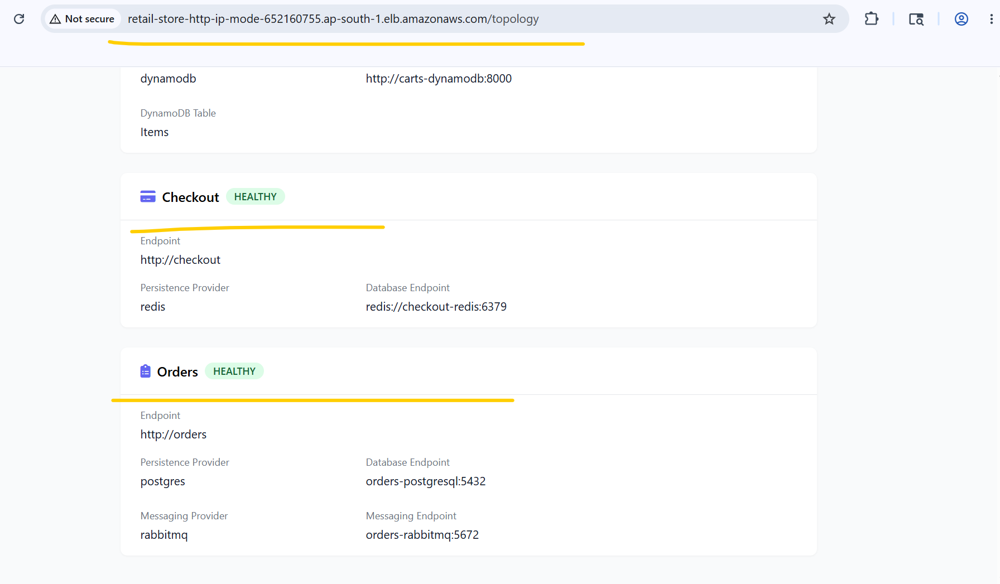 Not secure retail-store-http-ip-mode-652160755.ap-south-1.elb.amazonaws.com/topology
dynamodb http://carts-dynamodb:8000
DynamoDB Table
Items
Checkout HEALTHY
Endpoint
http://checkout
Persistence Provider Database Endpoint
redis redis://checkout-redis:6379
Orders HEALTHY
Endpoint
http://orders
Persistence Provider Database Endpoint
postgres orders-postgresql:5432
Messaging Provider Messaging Endpoint
rabbitmq orders-rabbitmq:5672